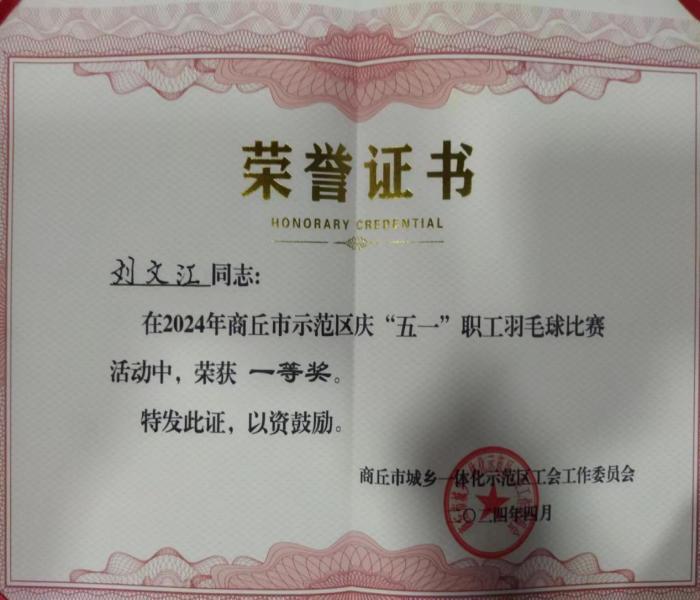 荣誉证书
HONORARY CREDENTIAL
刘文江同志:
在2024年商丘市示范区庆“五一”职工羽毛球比赛
活动中,荣获 一等奖。
特发此证,以资鼓励。
商丘市城乡一体化示范区工会工作委员会
二〇二四年四月